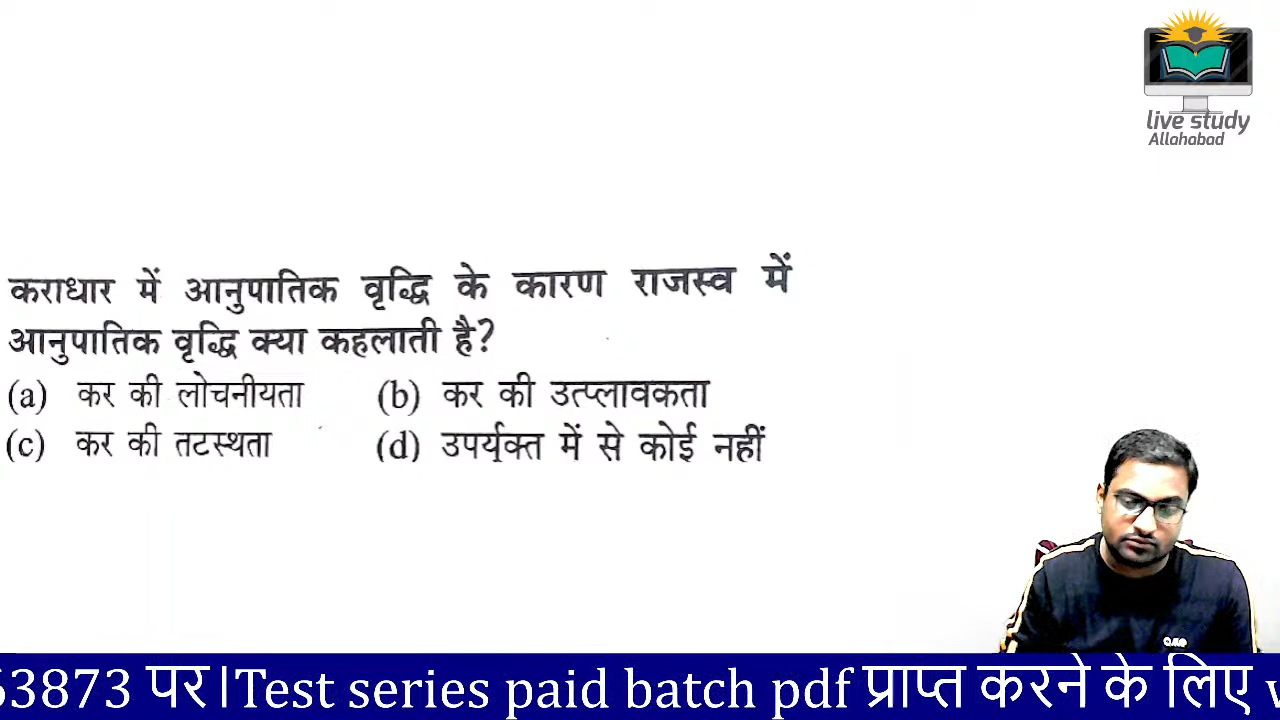 live study
Allahabad
कराधार में आनुपातिक वृद्धि के कारण राजस्व में
आनुपातिक वृद्धि क्या कहलाती है?
(a) कर की लोचनीयता (b) कर की उत्प्लावकता
(c) कर की तटस्थता (d) उपर्युक्त में से कोई नहीं
63873 पर।Test series paid batch pdf प्राप्त करने के लिए